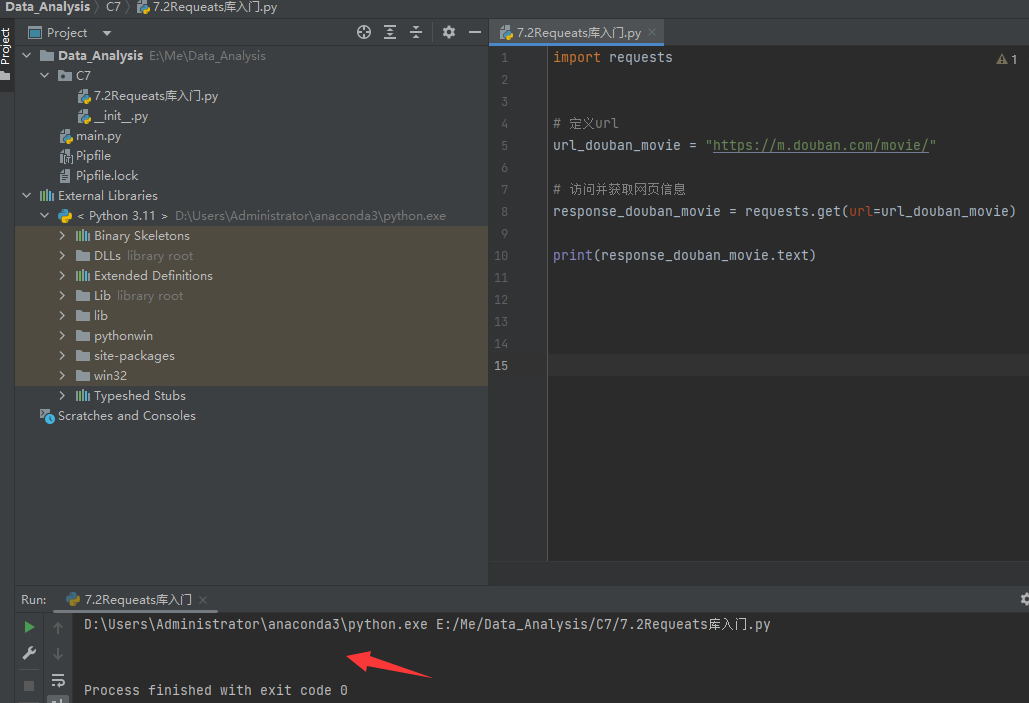 Data_Analysis C7 7.2Requeats库入门.py
Project
Project
Data_Analysis E:\Me\Data_Analysis
C7
7.2Requeats库入门.py
__init__.py
main.py
Pipfile
Pipfile.lock
External Libraries
< Python 3.11 > D:\Users\Administrator\anaconda3\python.exe
Binary Skeletons
DLLs library root
Extended Definitions
Lib library root
lib
pythonwin
site-packages
win32
Typeshed Stubs
Scratches and Consoles
7.2Requeats库入门.py
1
1 import requests
2
3
4 # 定义url
5 url_douban_movie = "https://m.douban.com/movie/"
6
7 # 访问并获取网页信息
8 response_douban_movie = requests.get(url=url_douban_movie)
9
10 print(response_douban_movie.text)
11
12
13
14
15
Run: 7.2Requeats库入门
D:\Users\Administrator\anaconda3\python.exe E:/Me/Data_Analysis/C7/7.2Requeats库入门.py
Process finished with exit code 0